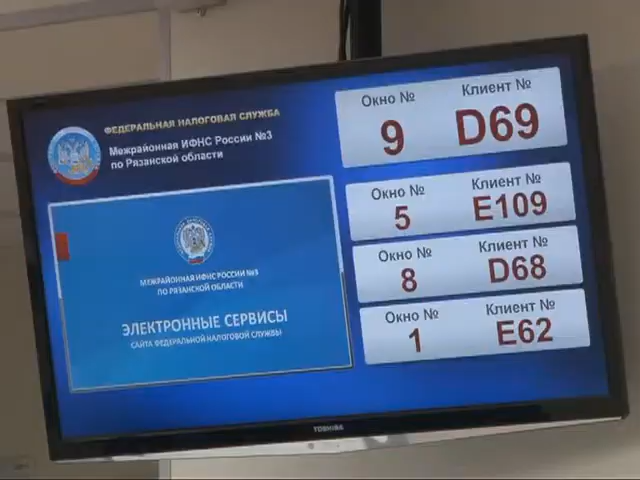 ФЕДЕРАЛЬНАЯ НАЛОГОВАЯ СЛУЖБА
Межрайонная ИФНС России №3
по Рязанской области
МЕЖРАЙОННАЯ ИФНС РОССИИ №3
ПО РЯЗАНСКОЙ ОБЛАСТИ
ЭЛЕКТРОННЫЕ СЕРВИСЫ
САЙТА ФЕДЕРАЛЬНОЙ НАЛОГОВОЙ СЛУЖБЫ
Окно № Клиент №
9 D69
Окно № Клиент №
5 E109
Окно № Клиент №
8 D68
Окно № Клиент №
1 E62
TOSHIBA